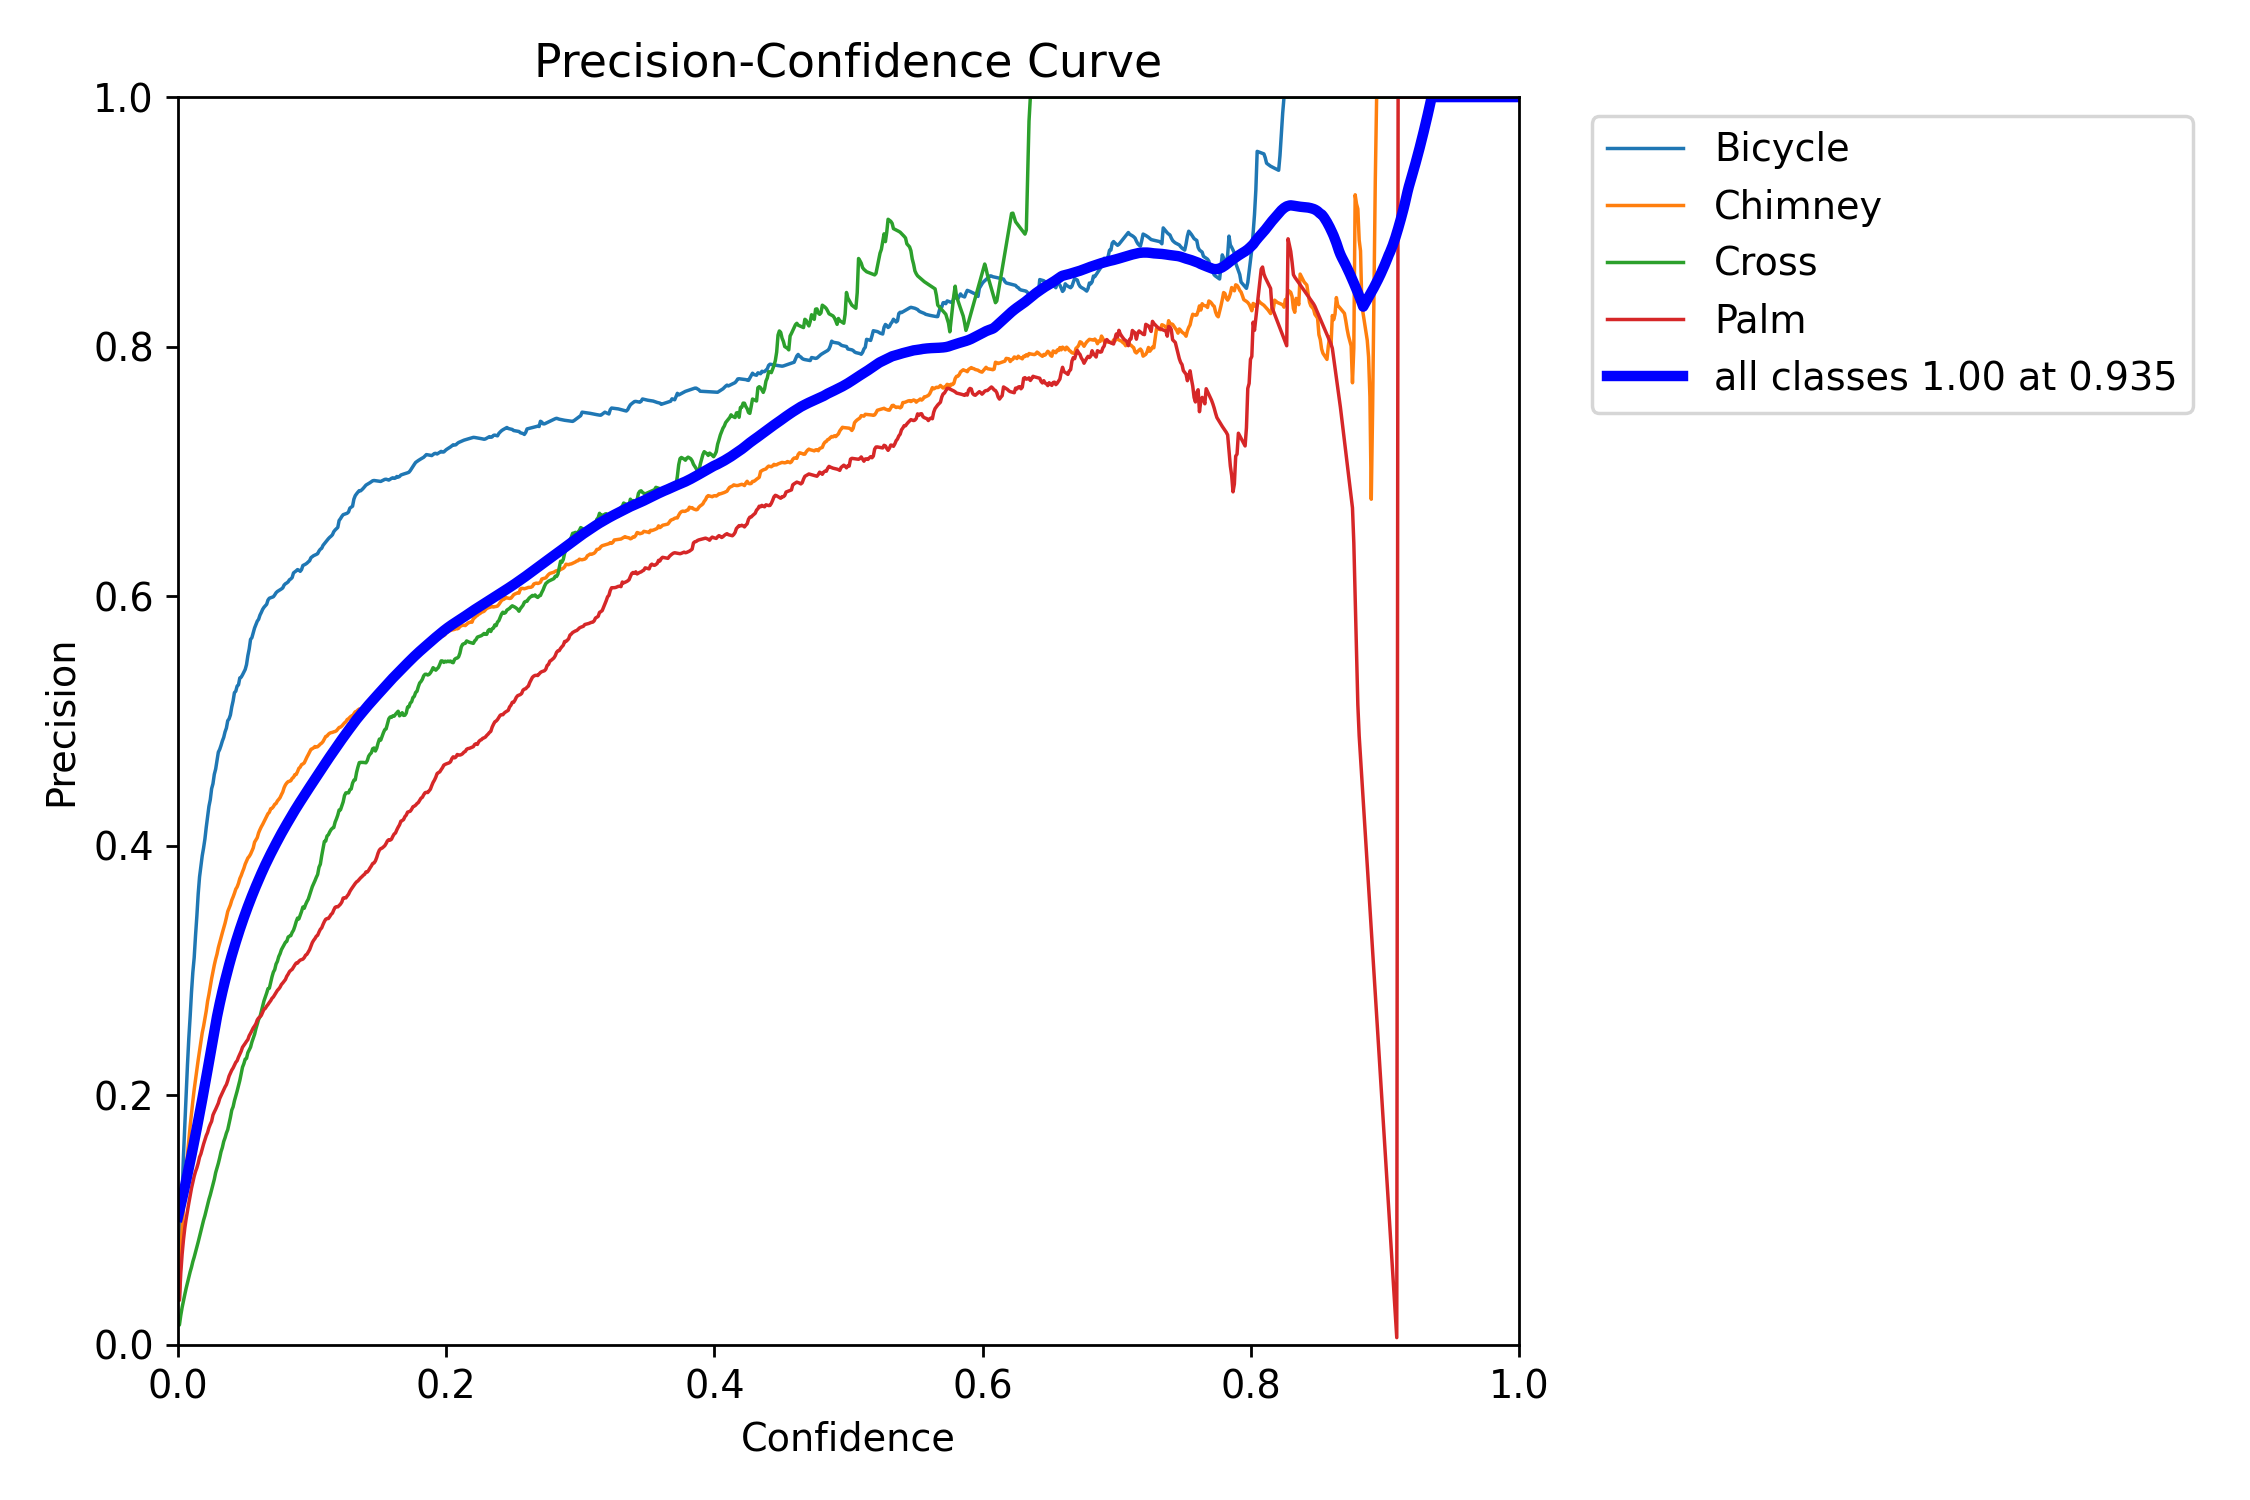 Precision-Confidence Curve
1.0
0.8
0.6
0.4
0.2
0.0
Precision
0.0 0.2 0.4 0.6 0.8 1.0
Confidence
Bicycle
Chimney
Cross
Palm
all classes 1.00 at 0.935